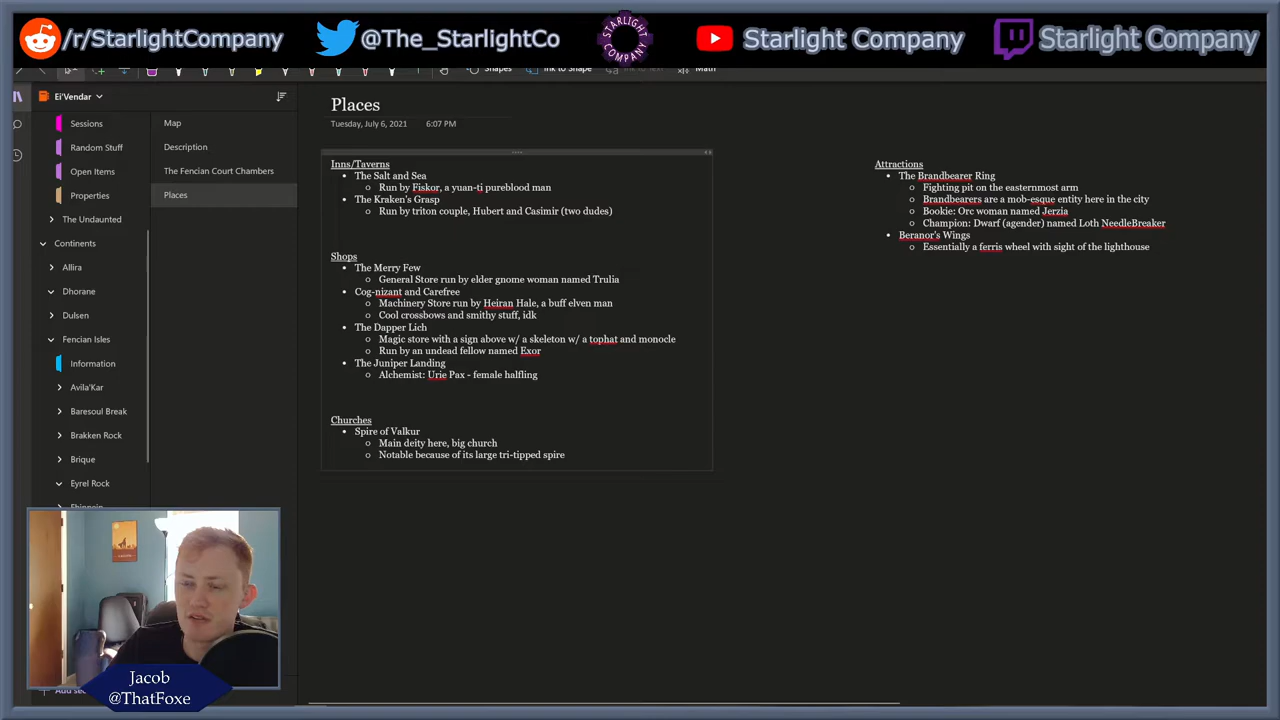 /r/StarlightCompany
@The_StarlightCo
STARLIGHT COMPANY
Starlight Company
Starlight Company
Shapes
Ink to Shape
Math
Ei'Vendar
Sessions
Random Stuff
Open Items
Properties
The Undaunted
Continents
Allira
Dhorane
Dulsen
Fencian Isles
Information
Avila'Kar
Baresoul Break
Brakken Rock
Brique
Eyrel Rock
Map
Description
The Fencian Court Chambers
Places
Places
Tuesday, July 6, 2021 6:07 PM
Inns/Taverns
The Salt and Sea
Run by Fiskor, a yuan-ti pureblood man
The Kraken's Grasp
Run by triton couple, Hubert and Casimir (two dudes)
Shops
The Merry Few
General Store run by elder gnome woman named Trulia
Cog-nizant and Carefree
Machinery Store run by Heiran Hale, a buff elven man
Cool crossbows and smithy stuff, idk
The Dapper Lich
Magic store with a sign above w/ a skeleton w/ a tophat and monocle
Run by an undead fellow named Exor
The Juniper Landing
Alchemist: Urie Pax - female halfling
Churches
Spire of Valkur
Main deity here, big church
Notable because of its large tri-tipped spire
Attractions
The Brandbearer Ring
Fighting pit on the easternmost arm
Brandbearers are a mob-esque entity here in the city
Bookie: Orc woman named Jerzia
Champion: Dwarf (agender) named Loth NeedleBreaker
Beranor's Wings
Essentially a ferris wheel with sight of the lighthouse
Jacob
@ThatFoxe